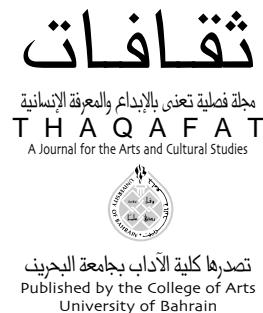 ثقافات
مجلة فصلية تعنى بالإبداع والمعرفة الإنسانية
THAQAFAT
A Journal for the Arts and Cultural Studies
تصدرها كلية الآداب بجامعة البحرين
Published by the College of Arts
University of Bahrain